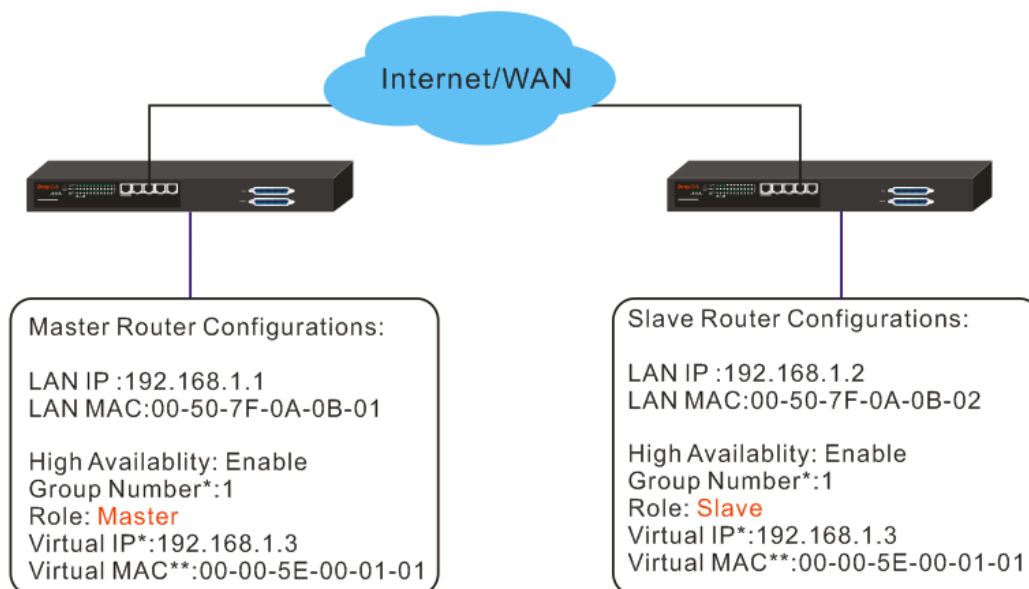 Internet/WAN
Master Router Configurations:
LAN IP :192.168.1.1
LAN MAC:00-50-7F-0A-0B-01
High Availablity: Enable
Group Number*:1
Role: Master
Virtual IP*:192.168.1.3
Virtual MAC**:00-00-5E-00-01-01
Slave Router Configurations:
LAN IP :192.168.1.2
LAN MAC:00-50-7F-0A-0B-02
High Availablity: Enable
Group Number*:1
Role: Slave
Virtual IP*:192.168.1.3
Virtual MAC**:00-00-5E-00-01-01